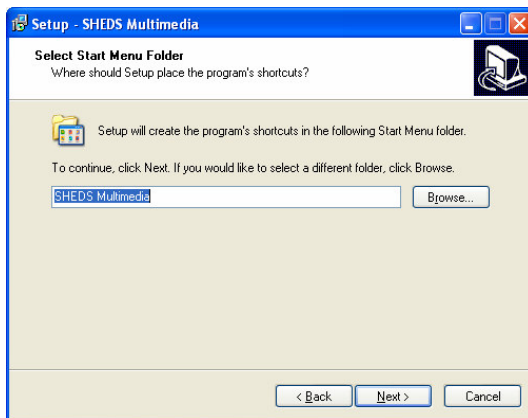 Setup - SHEDS Multimedia
Select Start Menu Folder
Where should Setup place the program's shortcuts?
Setup will create the program's shortcuts in the following Start Menu folder.
To continue, click Next. If you would like to select a different folder, click Browse.
SHEDS Multimedia
Browse...
< Back
Next >
Cancel